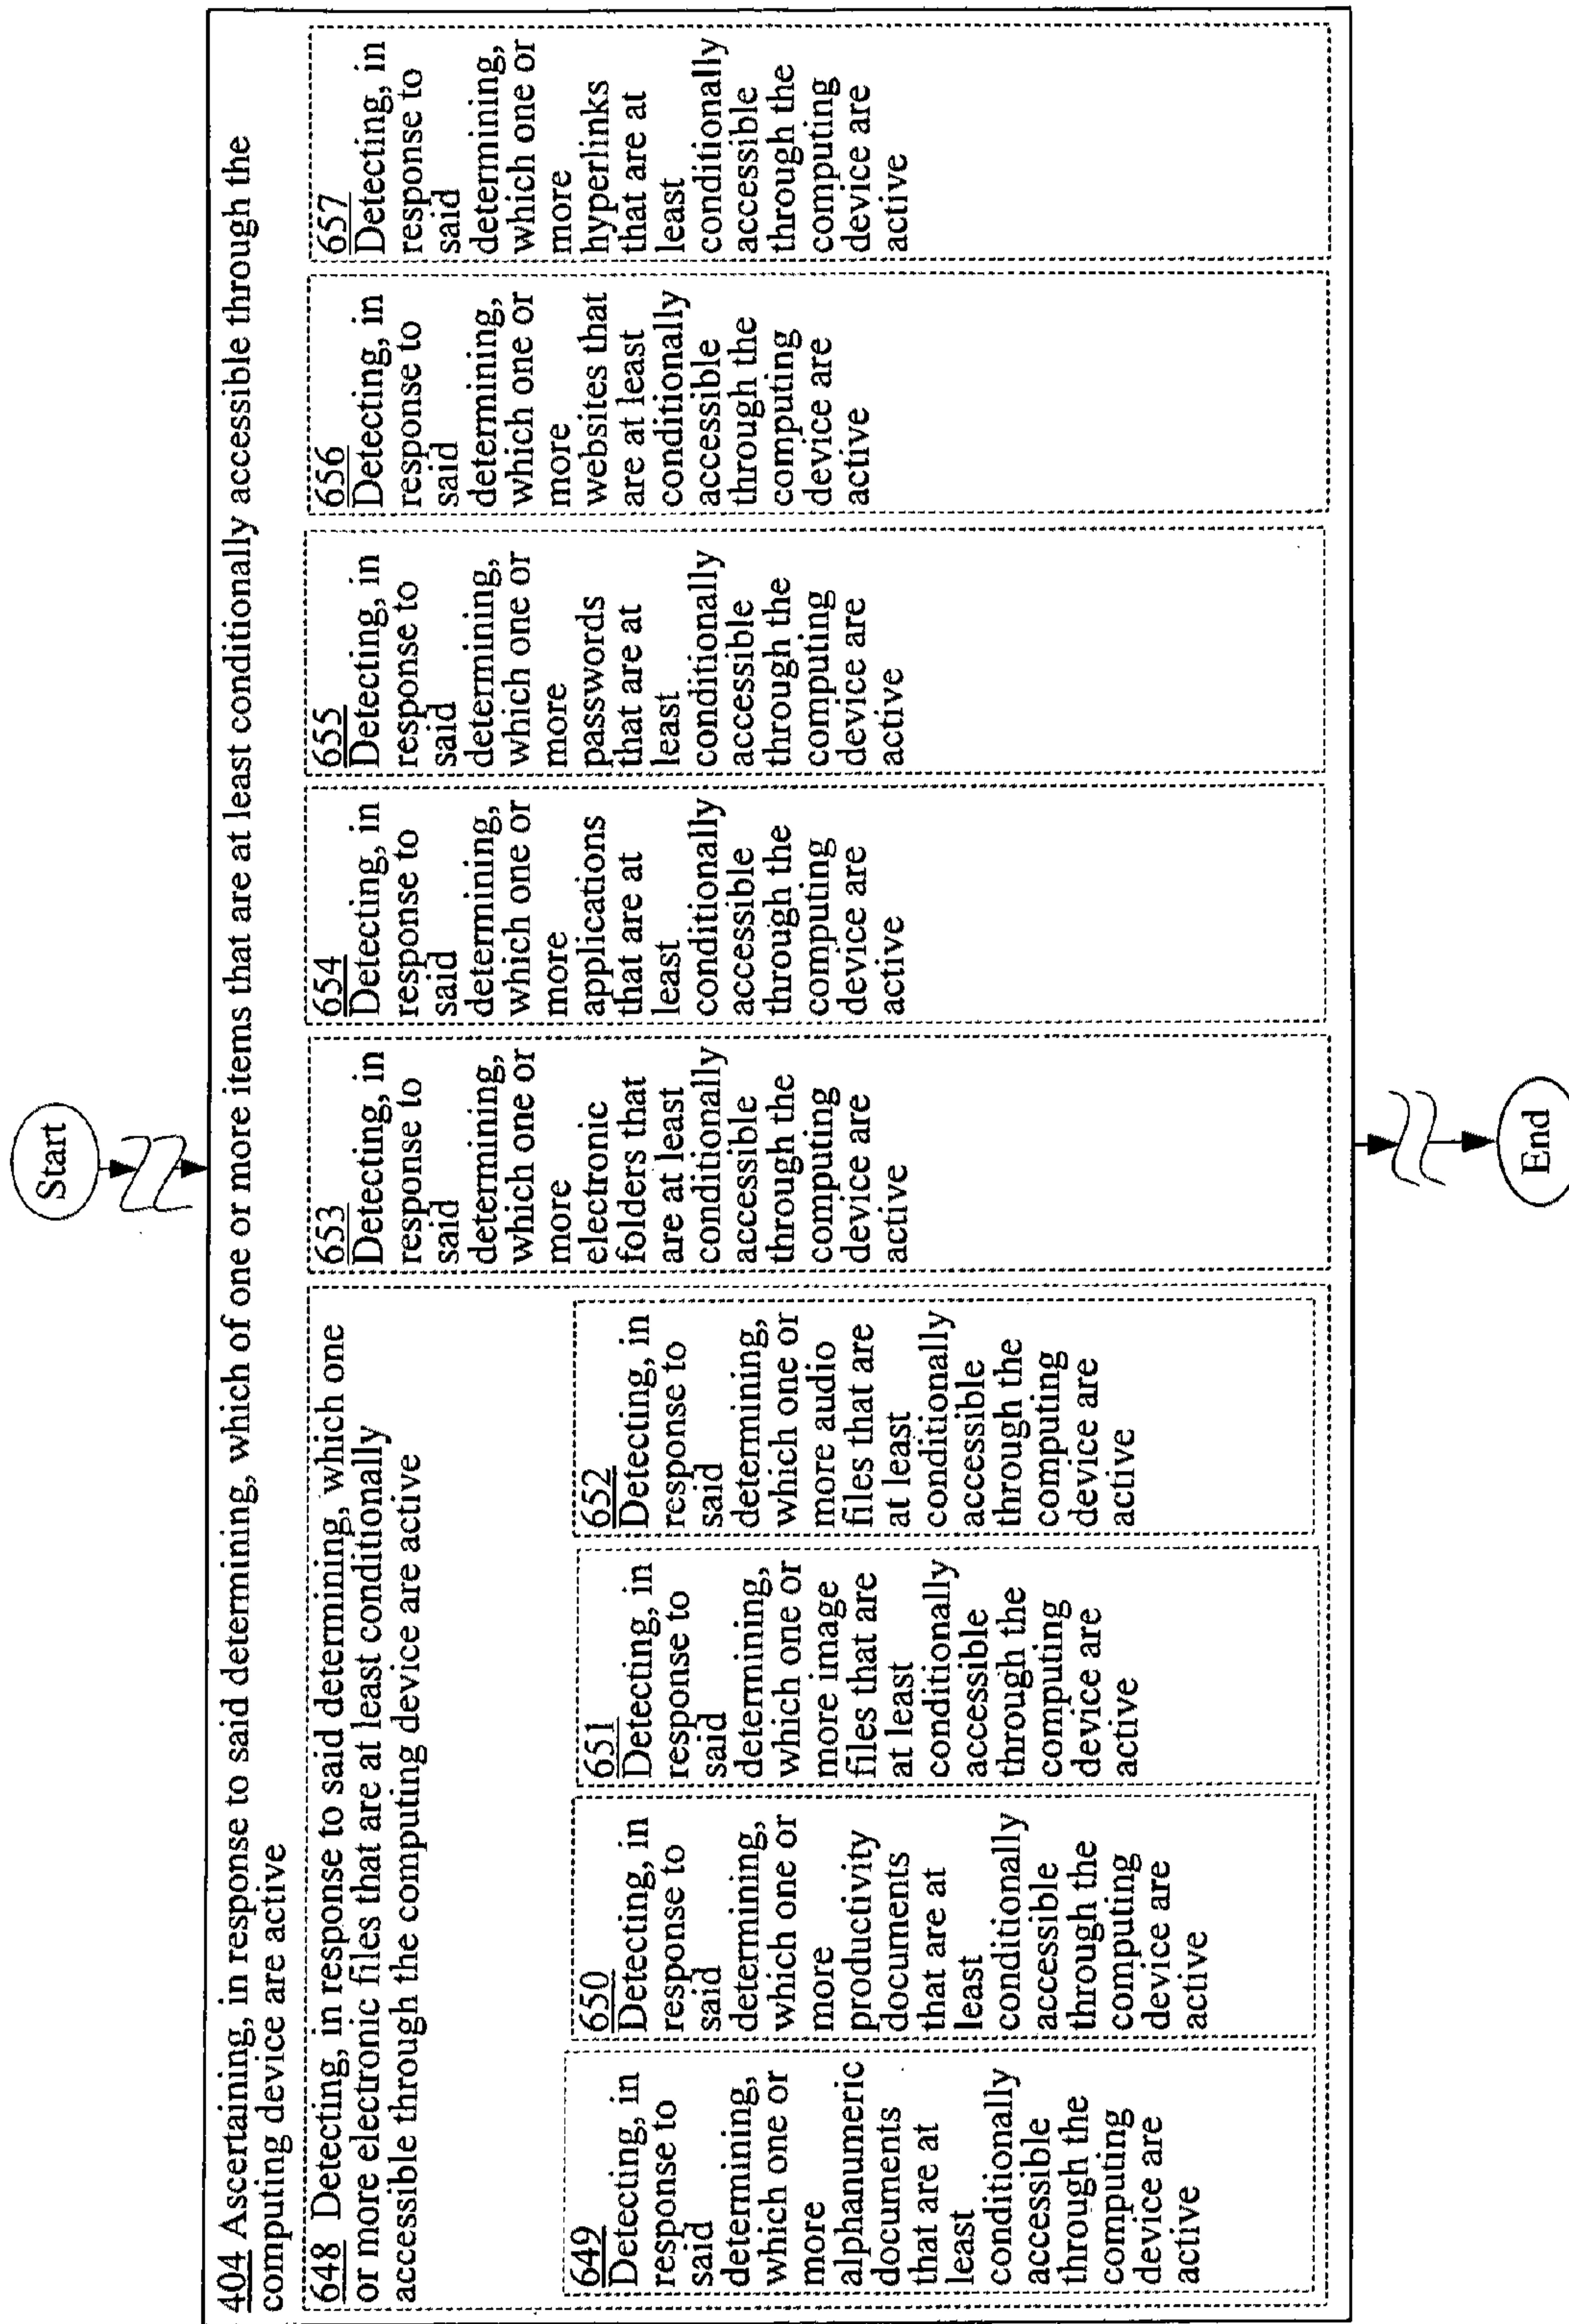 Start
404 Ascertaining, in response to said determining, which of one or more items that are at least conditionally accessible through the
computing device are active
648 Detecting, in response to said determining, which one
or more electronic files that are at least conditionally
accessible through the computing device are active
649
Detecting, in
response to
said
determining,
which one or
more
alphanumeric
documents
that are at
least
conditionally
accessible
through the
computing
device are
active
650
Detecting, in
response to
said
determining,
which one or
more
productivity
documents
that are at
least
conditionally
accessible
through the
computing
device are
active
651
Detecting, in
response to
said
determining,
which one or
more image
files that are
at least
conditionally
accessible
through the
computing
device are
active
652
Detecting, in
response to
said
determining,
which one or
more audio
files that are
at least
conditionally
accessible
through the
computing
device are
active
653
Detecting, in
response to
said
determining,
which one or
more
electronic
folders that
are at least
conditionally
accessible
through the
computing
device are
active
654
Detecting, in
response to
said
determining,
which one or
more
applications
that are at
least
conditionally
accessible
through the
computing
device are
active
655
Detecting, in
response to
said
determining,
which one or
more
passwords
that are at
least
conditionally
accessible
through the
computing
device are
active
656
Detecting, in
response to
said
determining,
which one or
more
websites that
are at least
conditionally
accessible
through the
computing
device are
active
657
Detecting, in
response to
said
determining,
which one or
more
hyperlinks
that are at
least
conditionally
accessible
through the
computing
device are
active
End